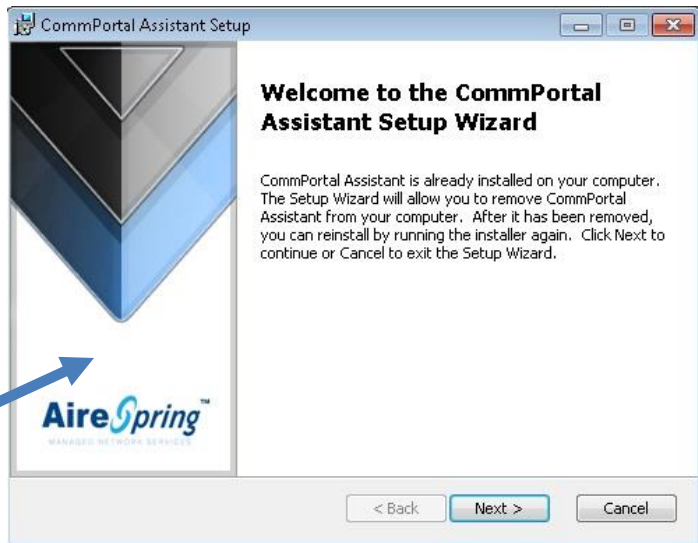 CommPortal Assistant Setup
Welcome to the CommPortal
Assistant Setup Wizard
CommPortal Assistant is already installed on your computer.
The Setup Wizard will allow you to remove CommPortal
Assistant from your computer. After it has been removed,
you can reinstall by running the installer again. Click Next to
continue or Cancel to exit the Setup Wizard.
AireSpring™
MANAGED NETWORK SERVICES
< Back Next > Cancel